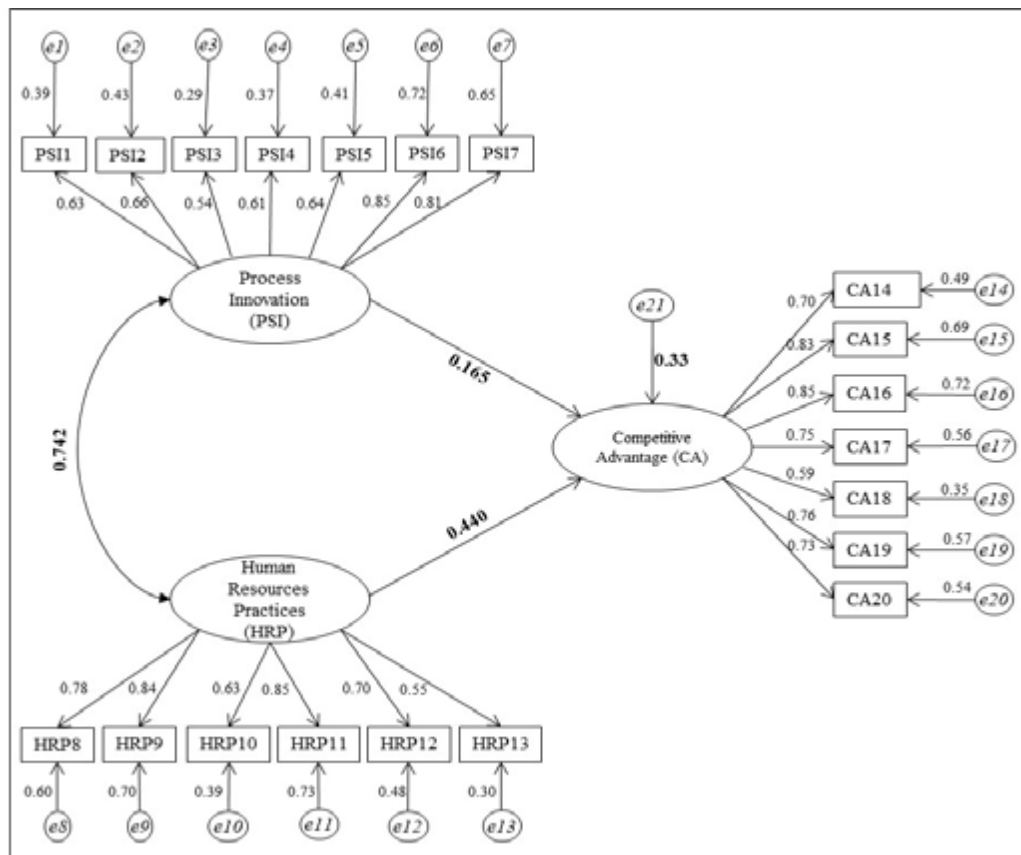 e1 e2 e3 e4 e5 e6 e7
0.39 0.43 0.29 0.37 0.41 0.72 0.65
PSI1 PSI2 PSI3 PSI4 PSI5 PSI6 PSI7
0.63 0.66 0.54 0.61 0.64 0.85 0.81
Process
Innovation
(PSI)
e21
0.33
0.165
0.742
0.440
Competitive
Advantage (CA)
0.70 CA14 0.49 e14
0.83 CA15 0.69 e15
0.85 CA16 0.72 e16
0.75 CA17 0.56 e17
0.59 CA18 0.35 e18
0.76 CA19 0.57 e19
0.73 CA20 0.54 e20
Human
Resources
Practices
(HRP)
0.78 0.84 0.63 0.85 0.70 0.55
HRP8 HRP9 HRP10 HRP11 HRP12 HRP13
0.60 0.70 0.39 0.73 0.48 0.30
e8 e9 e10 e11 e12 e13